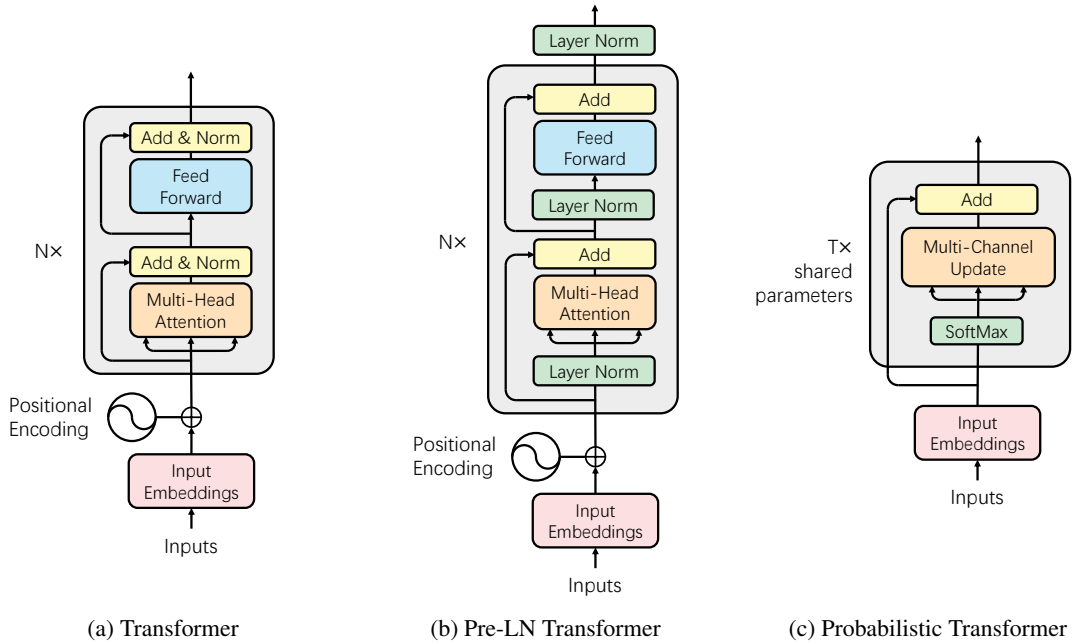 Add & Norm
Feed
Forward
N×
Add & Norm
Multi-Head
Attention
Positional
Encoding
Input
Embeddings
Inputs
(a) Transformer
Layer Norm
Add
Feed
Forward
Layer Norm
N×
Add
Multi-Head
Attention
Layer Norm
Positional
Encoding
Input
Embeddings
Inputs
(b) Pre-LN Transformer
Add
T×
shared
parameters
Multi-Channel
Update
SoftMax
Input
Embeddings
Inputs
(c) Probabilistic Transformer